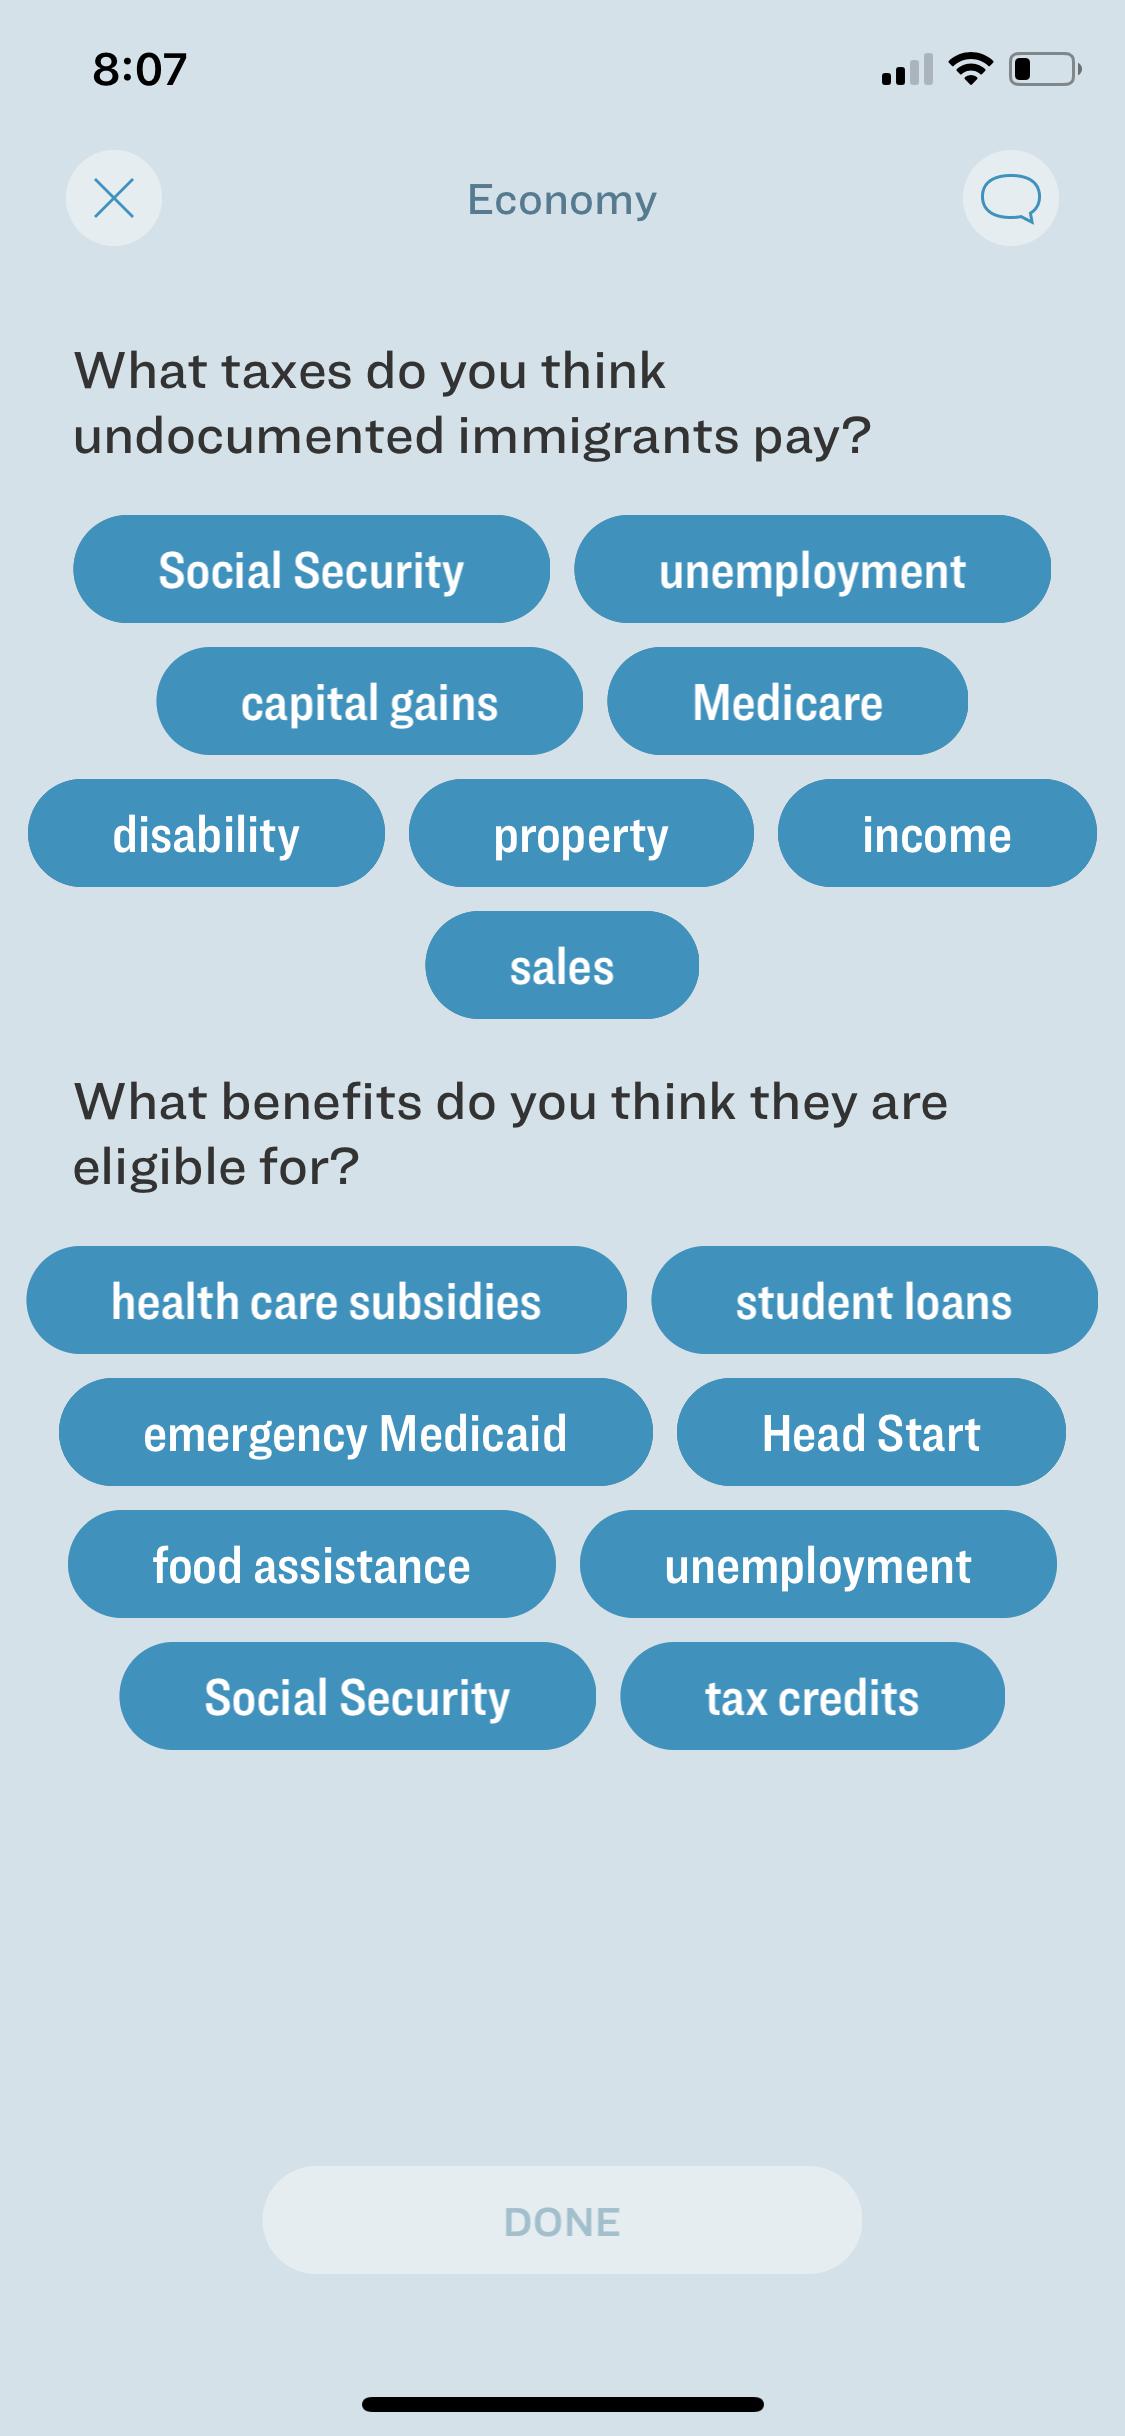 8:07
Economy
What taxes do you think
undocumented immigrants pay?
Social Security unemployment
capital gains Medicare
disability property income
sales
What benefits do you think they are
eligible for?
health care subsidies student loans
emergency Medicaid Head Start
food assistance unemployment
Social Security tax credits
DONE